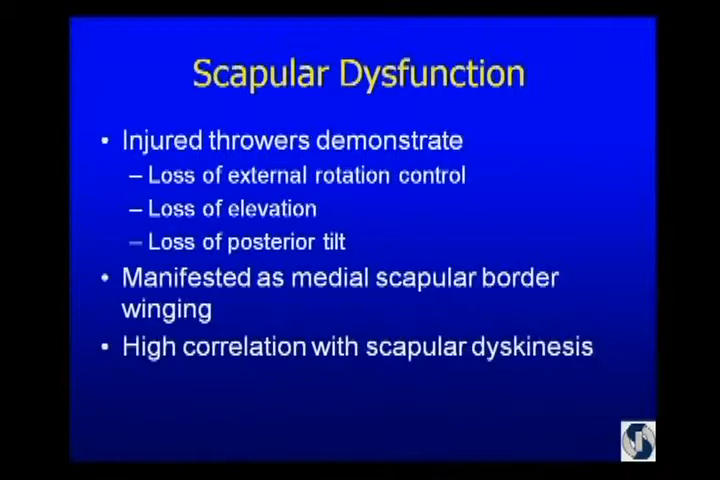 Scapular Dysfunction
• Injured throwers demonstrate
– Loss of external rotation control
– Loss of elevation
– Loss of posterior tilt
• Manifested as medial scapular border
winging
• High correlation with scapular dyskinesis